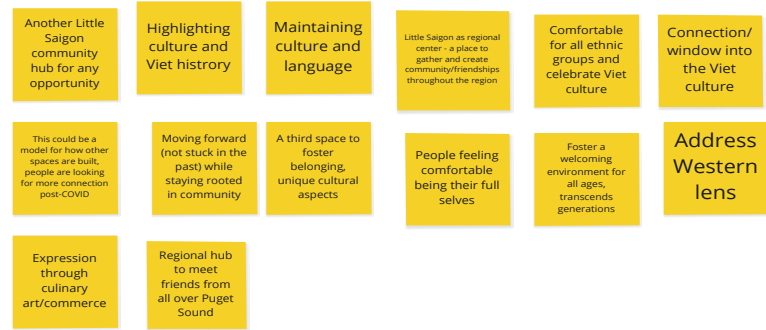 Another Little
Saigon
community
hub for any
opportunity
Highlighting
culture and
Viet histrory
Maintaining
culture and
language
Little Saigon as regional
center - a place to
gather and create
community/friendships
throughout the region
Comfortable
for all ethnic
groups and
celebrate Viet
culture
Connection/
window into
the Viet
culture
This could be a
model for how other
spaces are built,
people are looking
for more connection
post-COVID
Moving forward
(not stuck in the
past) while
staying rooted
in community
A third space to
foster
belonging,
unique cultural
aspects
People feeling
comfortable
being their full
selves
Foster a
welcoming
environment for
all ages,
transcends
generations
Address
Western
lens
Expression
through
culinary
art/commerce
Regional hub
to meet
friends from
all over Puget
Sound